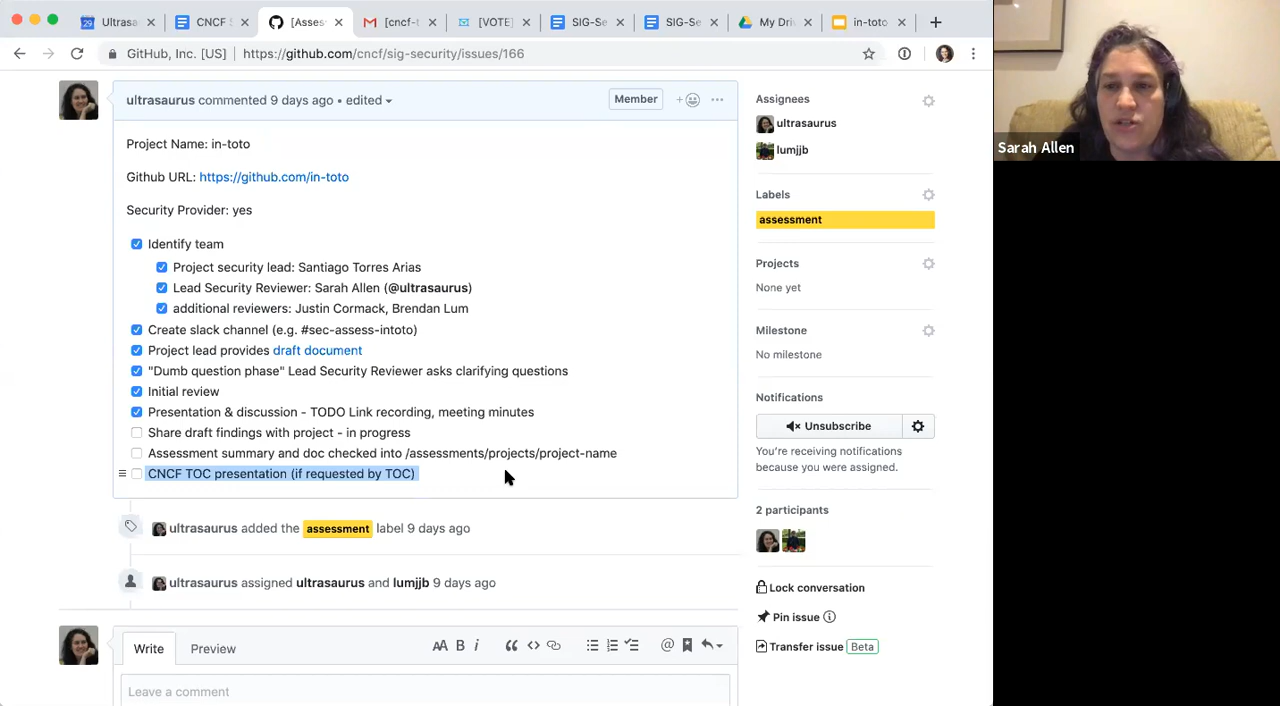 Ultrasa
CNCF S
[Asses
[cncf-t
[VOTE]
SIG-Se
SIG-Se
My Dri
in-toto
GitHub, Inc. [US]
https://github.com/cncf/sig-security/issues/166
ultrasaurus commented 9 days ago • edited
Member
Project Name: in-toto
Github URL: https://github.com/in-toto
Security Provider: yes
Identify team
Project security lead: Santiago Torres Arias
Lead Security Reviewer: Sarah Allen (@ultrasaurus)
additional reviewers: Justin Cormack, Brendan Lum
Create slack channel (e.g. #sec-assess-intoto)
Project lead provides draft document
"Dumb question phase" Lead Security Reviewer asks clarifying questions
Initial review
Presentation & discussion - TODO Link recording, meeting minutes
Share draft findings with project - in progress
Assessment summary and doc checked into /assessments/projects/project-name
CNCF TOC presentation (if requested by TOC)
ultrasaurus added the assessment label 9 days ago
ultrasaurus assigned ultrasaurus and lumjjb 9 days ago
Write
Preview
Leave a comment
Assignees
ultrasaurus
lumjjb
Labels
assessment
Projects
None yet
Milestone
No milestone
Notifications
Unsubscribe
You're receiving notifications
because you were assigned.
2 participants
Lock conversation
Pin issue
Transfer issue Beta
Sarah Allen